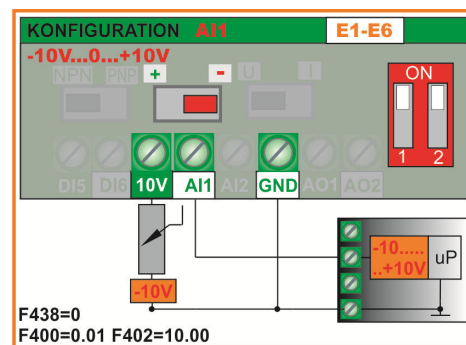 KONFIGURATION AI1 E1-E6
-10V...0...+10V
NPN PNP + - U I
ON
1 2
DI5 DI6 10V AI1 AI2 GND AO1 AO2
-10.....
..+10V
uP
-10V
F438=0
F400=0.01 F402=10.00